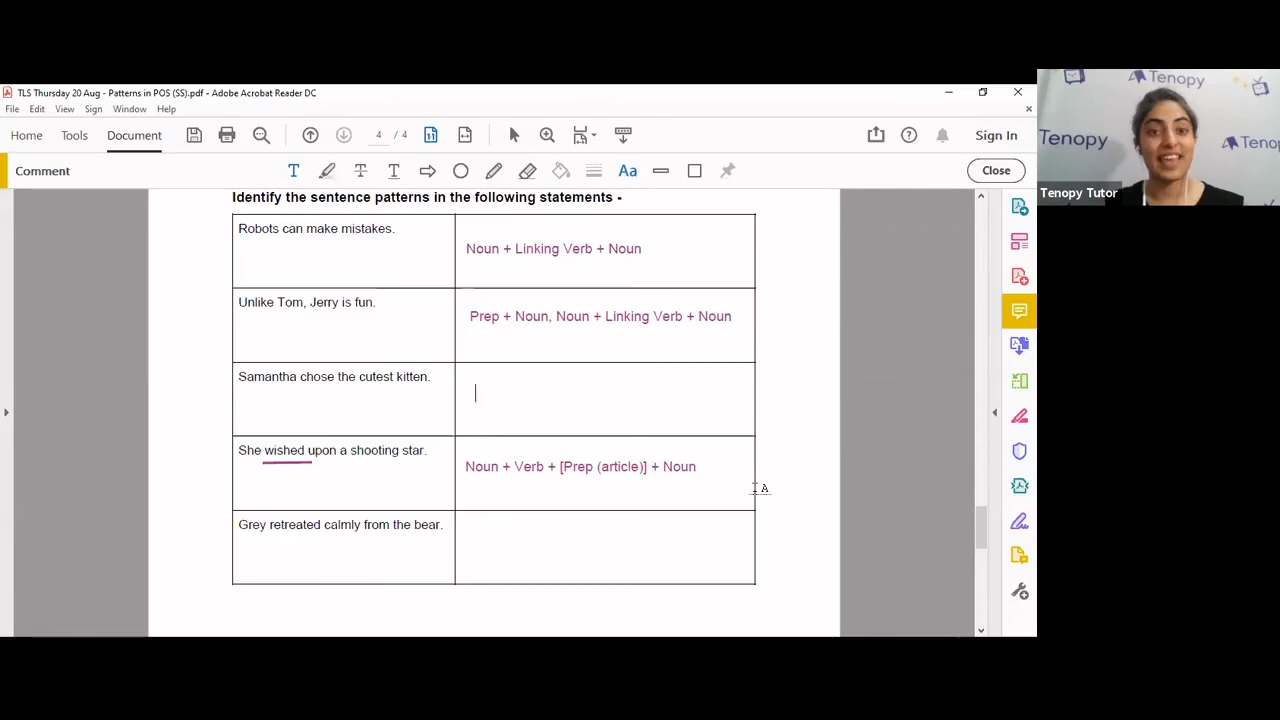 TLS Thursday 20 Aug - Patterns in POS (SS).pdf - Adobe Acrobat Reader DC
File Edit View Sign Window Help
Home Tools Document 4 / 4 Sign In
Comment T T T Aa Close
Identify the sentence patterns in the following statements -
Robots can make mistakes.
Noun + Linking Verb + Noun
Unlike Tom, Jerry is fun.
Prep + Noun, Noun + Linking Verb + Noun
Samantha chose the cutest kitten.
She wished upon a shooting star.
Noun + Verb + [Prep (article)] + Noun
A
Grey retreated calmly from the bear.
Tenopy
Tenopy
Tenopy
Tenopy Tutor